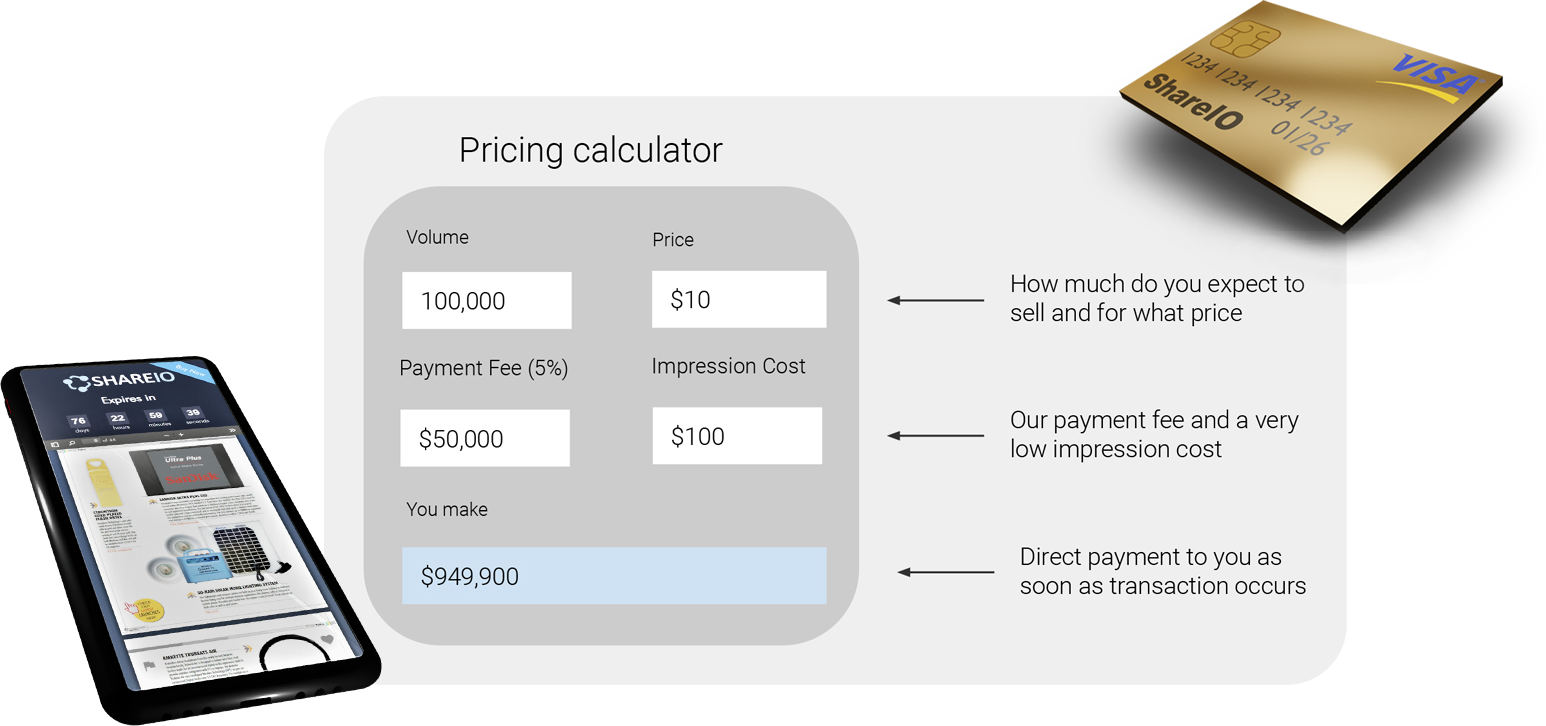 VISA
1234 1234 1234 1234
ShareIO
01/26
Pricing calculator
Volume
Price
100,000
$10
How much do you expect to
sell and for what price
Payment Fee (5%)
Impression Cost
$50,000
$100
Our payment fee and a very
low impression cost
You make
$949,900
Direct payment to you as
soon as transaction occurs
Buy Now
SHAREIO
Expires in
76 22 59 39
days hours minutes seconds
Ultra Plus
SanDisk